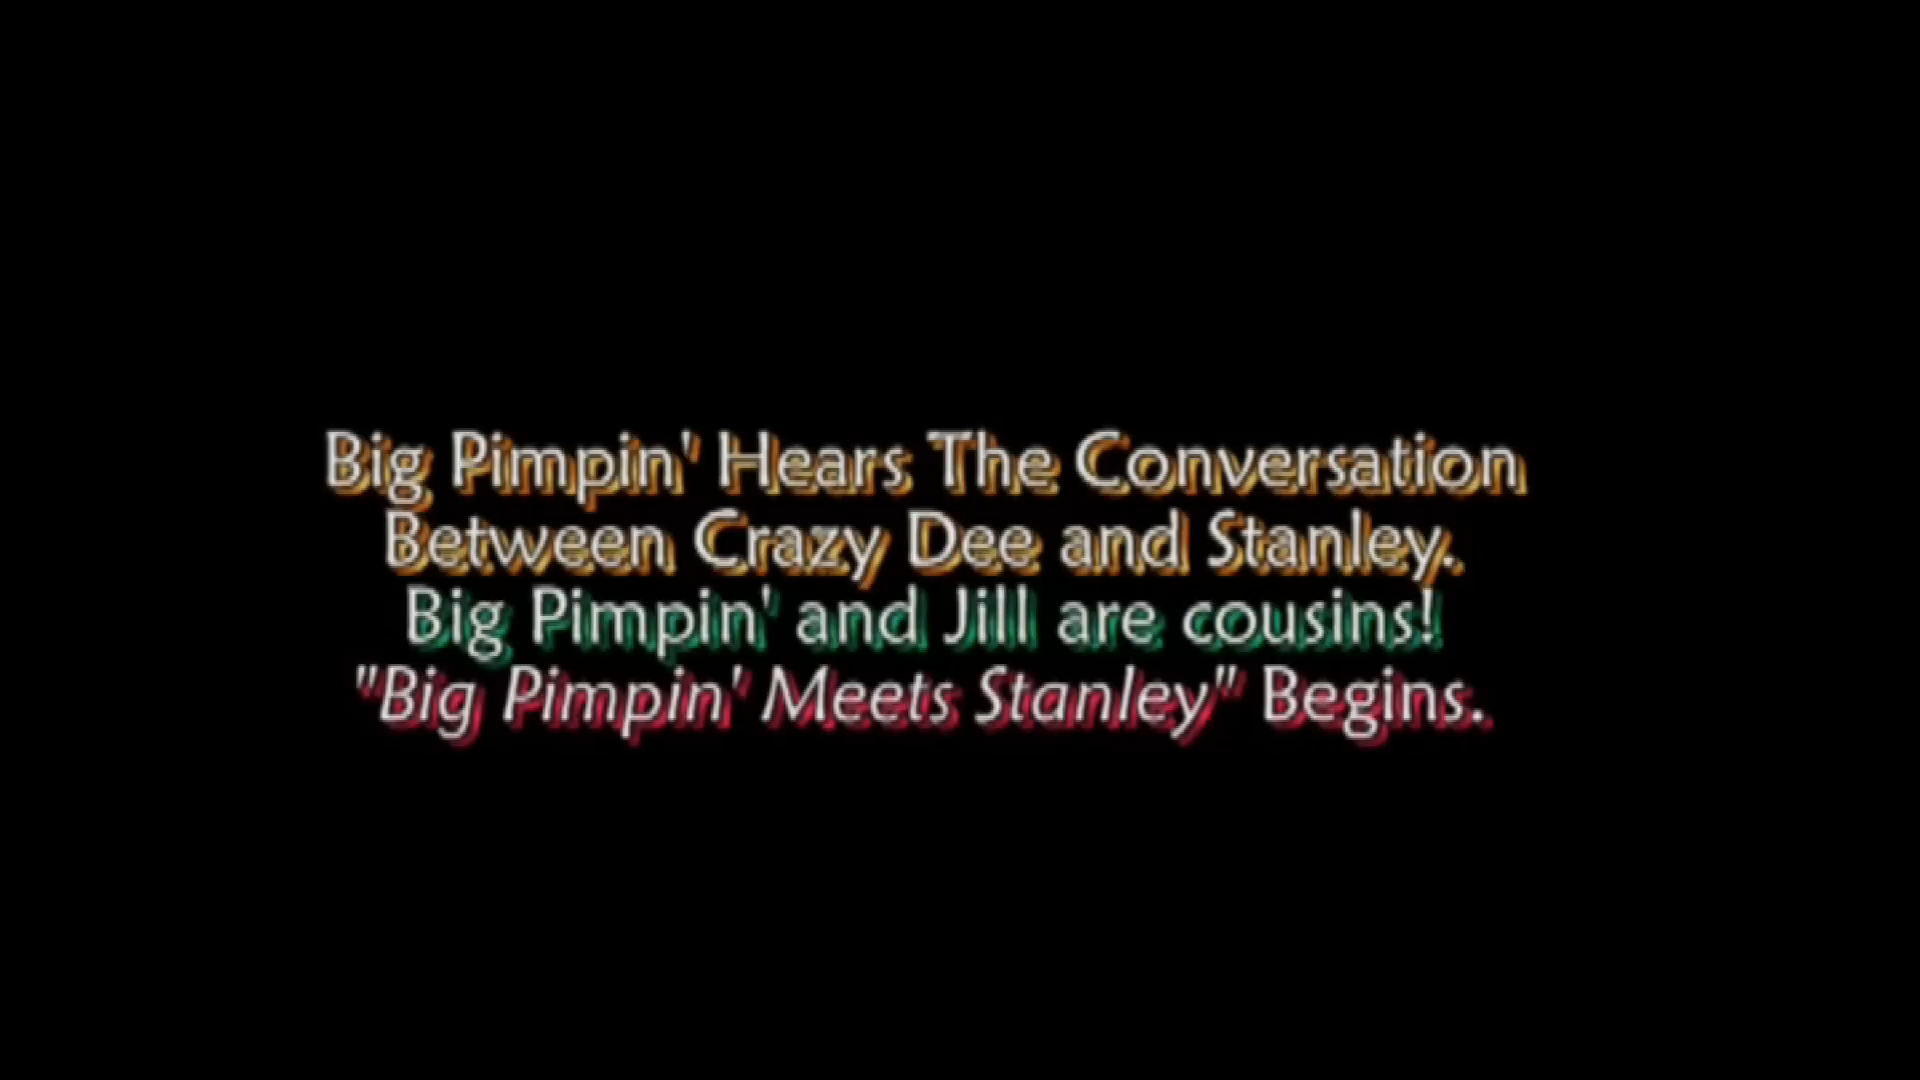 Big Pimpin' Hears The Conversation
Between Crazy Dee and Stanley.
Big Pimpin' and Jill are cousins!
"Big Pimpin' Meets Stanley" Begins.